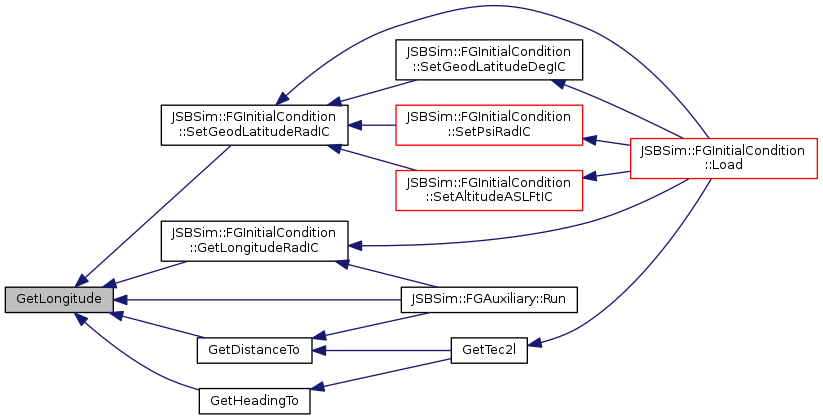 JSBSim::FGInitialCondition
::SetGeodLatitudeDegIC
JSBSim::FGInitialCondition
::SetGeodLatitudeRadIC
JSBSim::FGInitialCondition
::SetPsiRadIC
JSBSim::FGInitialCondition
::Load
JSBSim::FGInitialCondition
::SetAltitudeASLFtIC
JSBSim::FGInitialCondition
::GetLongitudeRadIC
GetLongitude
JSBSim::FGAuxiliary::Run
GetDistanceTo
GetTec2l
GetHeadingTo